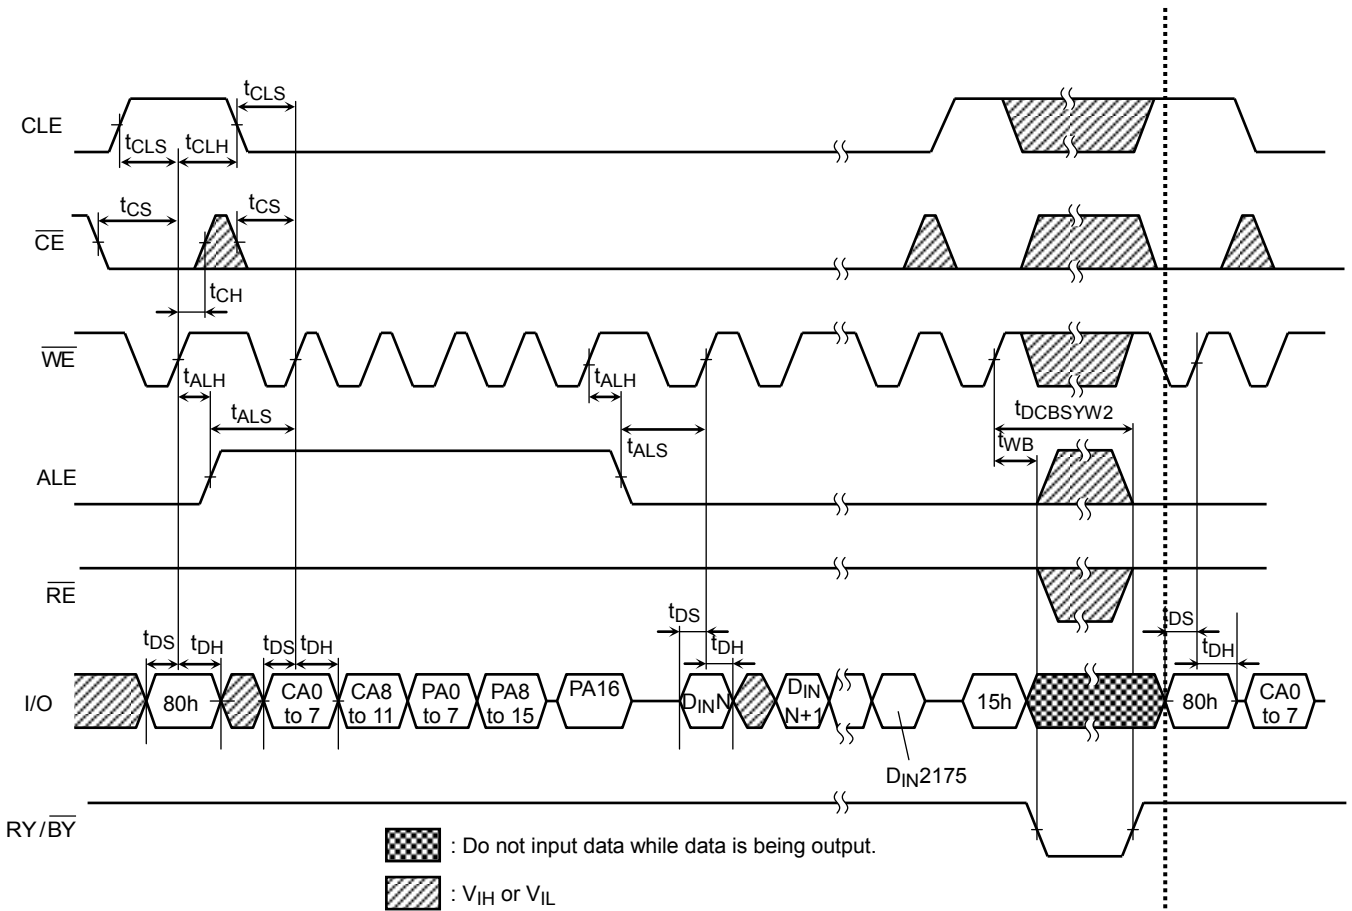 tCLS
CLE
tCLS tCLH
tCS tCS
CE
tCH
WE
tALH tALH
tDCBSYW2
tALS tALS tWB
ALE
RE
tDS tDH tDS tDH tDS tDH DS tDH
I/O 80h CA0 to 7 CA8 to 11 PA0 to 7 PA8 to 15 PA16 DINN DIN N+1 15h 80h CA0 to 7
DIN2175
RY/BY
: Do not input data while data is being output.
: VIH or VIL